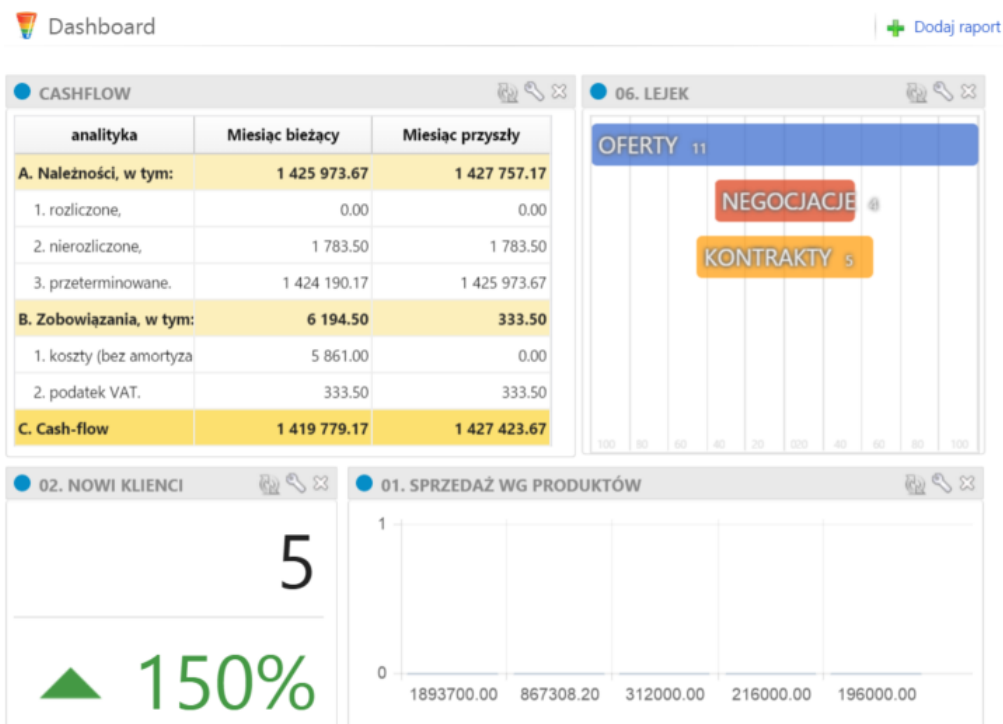 Dashboard
Dodaj raport
CASHFLOW
analityka Miesiąc bieżący Miesiąc przyszły
A. Należności, w tym: 1 425 973.67 1 427 757.17
1. rozliczone, 0.00 0.00
2. nierozliczone, 1 783.50 1 783.50
3. przeterminowane. 1 424 190.17 1 425 973.67
B. Zobowiązania, w tym: 6 194.50 333.50
1. koszty (bez amortyza 5 861.00 0.00
2. podatek VAT. 333.50 333.50
C. Cash-flow 1 419 779.17 1 427 423.67
06. LEJEK
OFERTY 11
NEGOCJACJE
KONTRAKTY 5
100 80 60 40 20 020 40 60 80 100
02. NOWI KLIENCI
5
150%
01. SPRZEDAŻ WG PRODUKTÓW
1
0
1893700.00 867308.20 312000.00 216000.00 196000.00